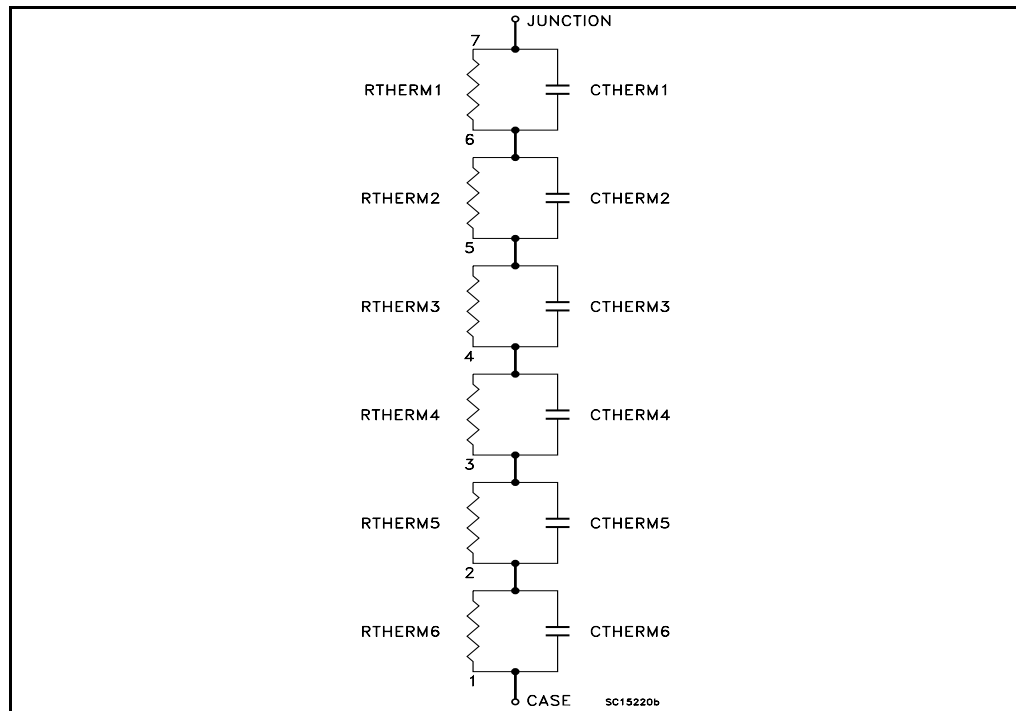 JUNCTION
7
RTHERM1 CTHERM1
6
RTHERM2 CTHERM2
5
RTHERM3 CTHERM3
4
RTHERM4 CTHERM4
3
RTHERM5 CTHERM5
2
RTHERM6 CTHERM6
1
CASE SC15220b